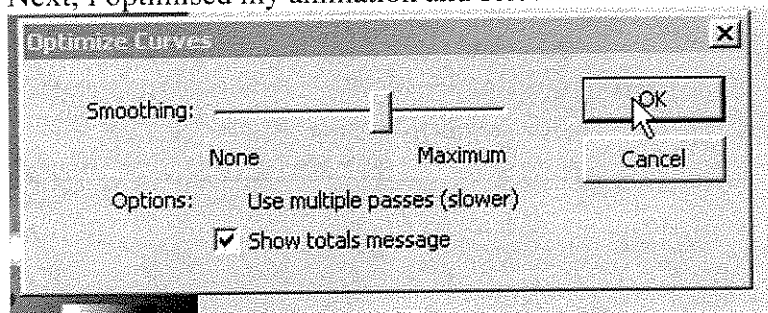 Next, I optimised my animation and
Optimize Curves
Smoothing:
OK
None Maximum
Cancel
Options: Use multiple passes (slower)
Show totals message